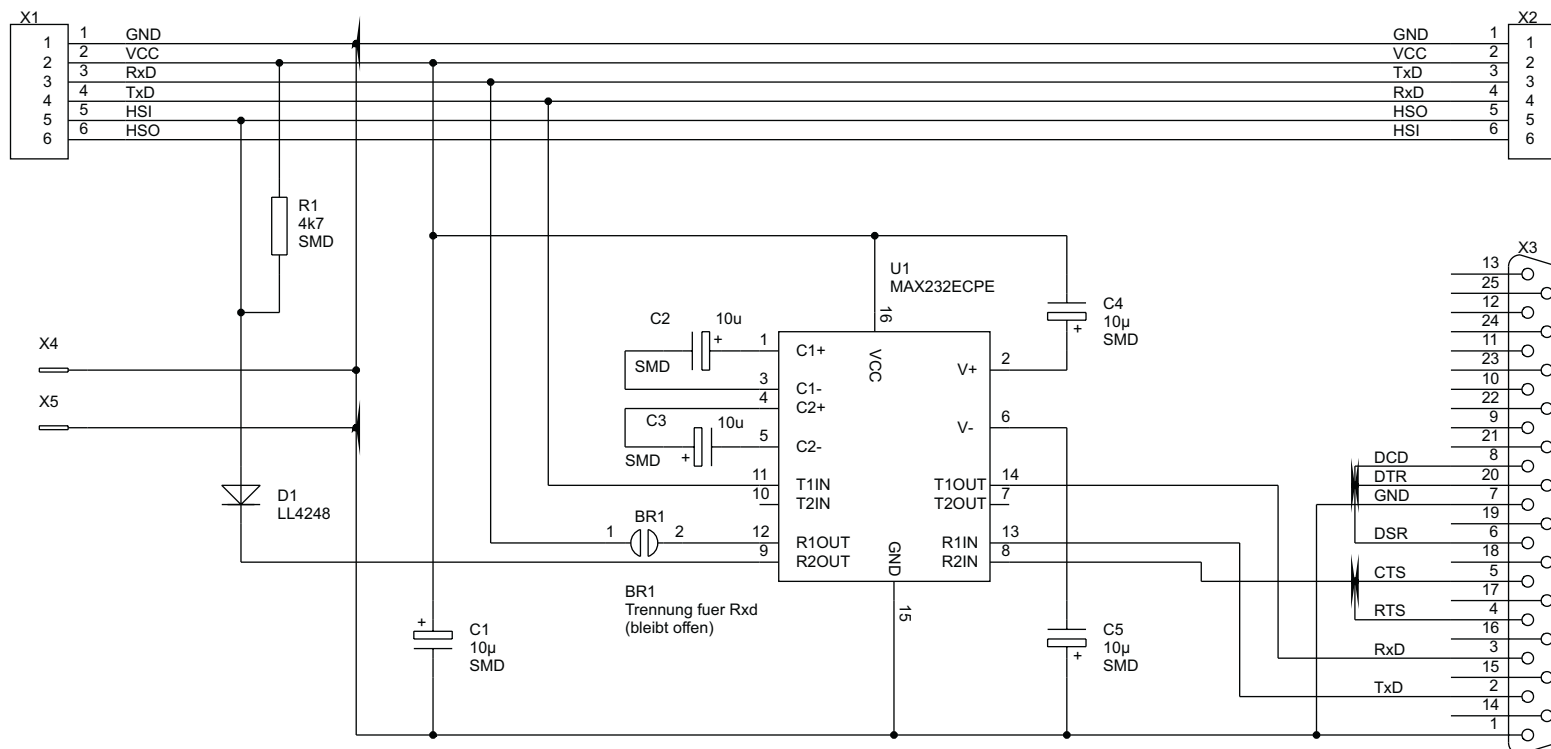 X1
X2
1 GND
GND 1
1
1
2 VCC
VCC 2
2
2
3 RxD
TxD 3
3
3
4 TxD
RxD 4
4
4
5 HSI
HSO 5
5
5
6 HSO
HSI 6
6
6
R1
4k7
SMD
X3
U1
MAX232ECPE
16
C4
10µ
SMD
C2
10u
+
+
SMD
1
C1+
VCC
2
V+
X4
3
C1-
4
C2+
X5
C3
10u
+
SMD
5
C2-
6
V-
11
T1IN
T1OUT
14
10
T2IN
T2OUT
7
D1
LL4248
BR1
1
2
12
R1OUT
R1IN
13
9
R2OUT
R2IN
8
GND
15
BR1
Trennung fuer Rxd
(bleibt offen)
+
C1
10µ
SMD
C5
10µ
SMD
+
13
25
12
24
11
23
10
22
9
21
DCD 8
DTR 20
GND 7
19
DSR 6
18
CTS 5
17
RTS 4
16
RxD 3
15
TxD 2
14
1